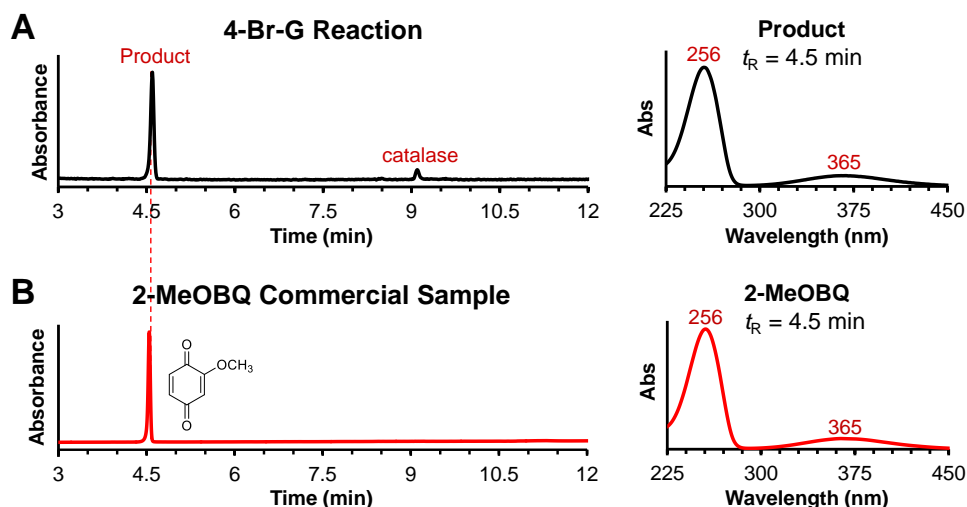 A
4-Br-G Reaction
Product
Absorbance
catalase
3 4.5 6 7.5 9 10.5 12
Time (min)
Product
256
tR = 4.5 min
Abs
365
225 300 375 450
Wavelength (nm)
B
2-MeOBQ Commercial Sample
Absorbance
O
OCH3
O
3 4.5 6 7.5 9 10.5 12
Time (min)
2-MeOBQ
256
tR = 4.5 min
Abs
365
225 300 375 450
Wavelength (nm)